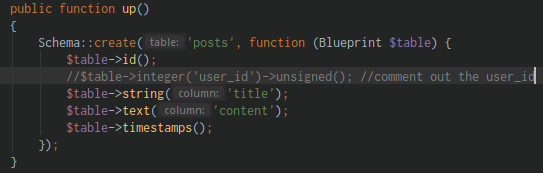 public function up()
{
    Schema::create( table: 'posts', function (Blueprint $table) {
        $table->id();
        //$table->integer('user_id')->unsigned(); //comment out the user_id
        $table->string( column: 'title');
        $table->text( column: 'content');
        $table->timestamps();
    });
}